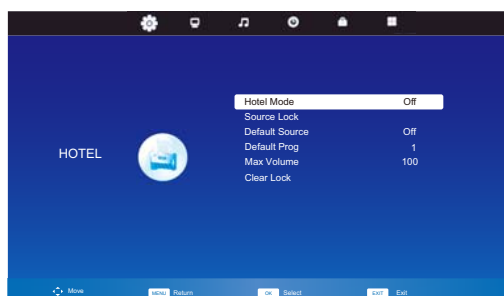 HOTEL
Hotel Mode Off
Source Lock
Default Source Off
Default Prog 1
Max Volume 100
Clear Lock
Move MENU Return OK Select EXIT Exit